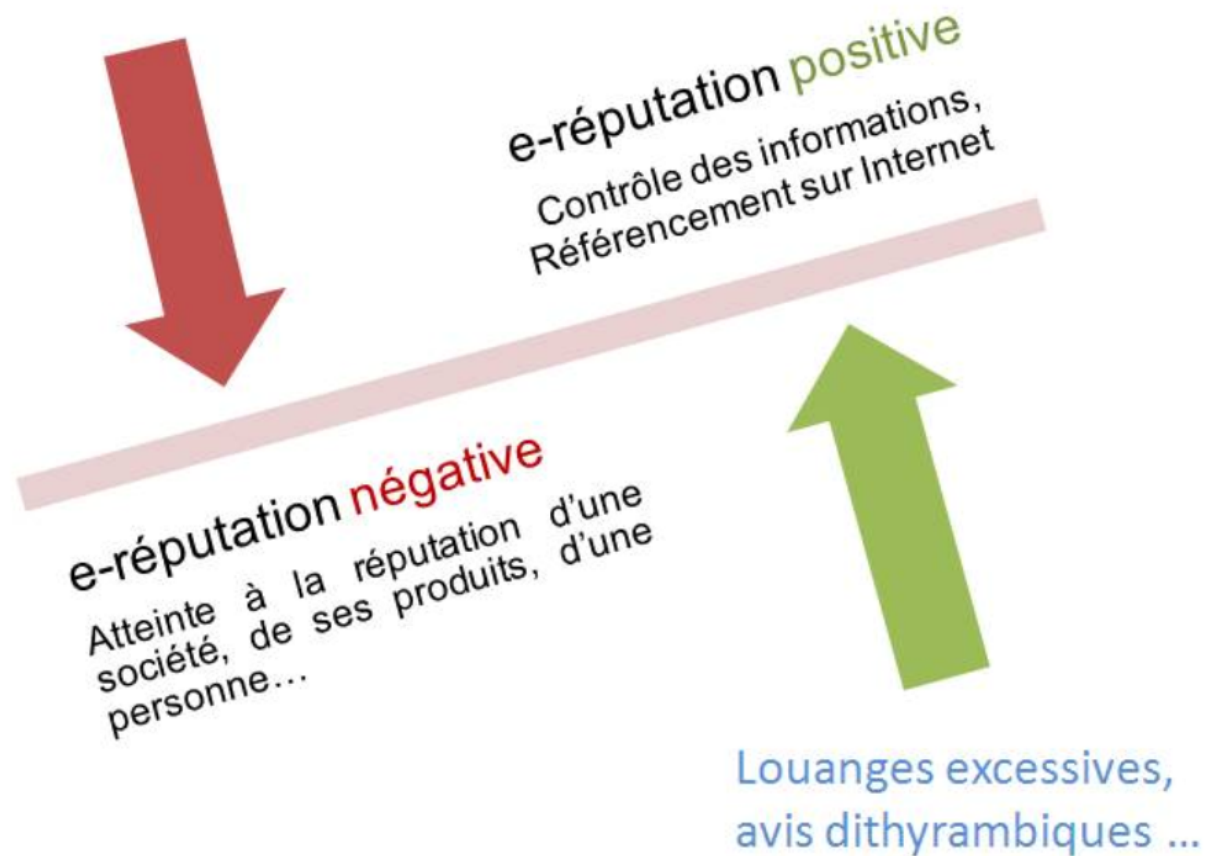 e-réputation positive
Contrôle des informations,
Référencement sur Internet
e-réputation négative
Atteinte à la réputation d’une
société, de ses produits, d’une
personne…
Louanges excessives,
avis dithyrambiques ...